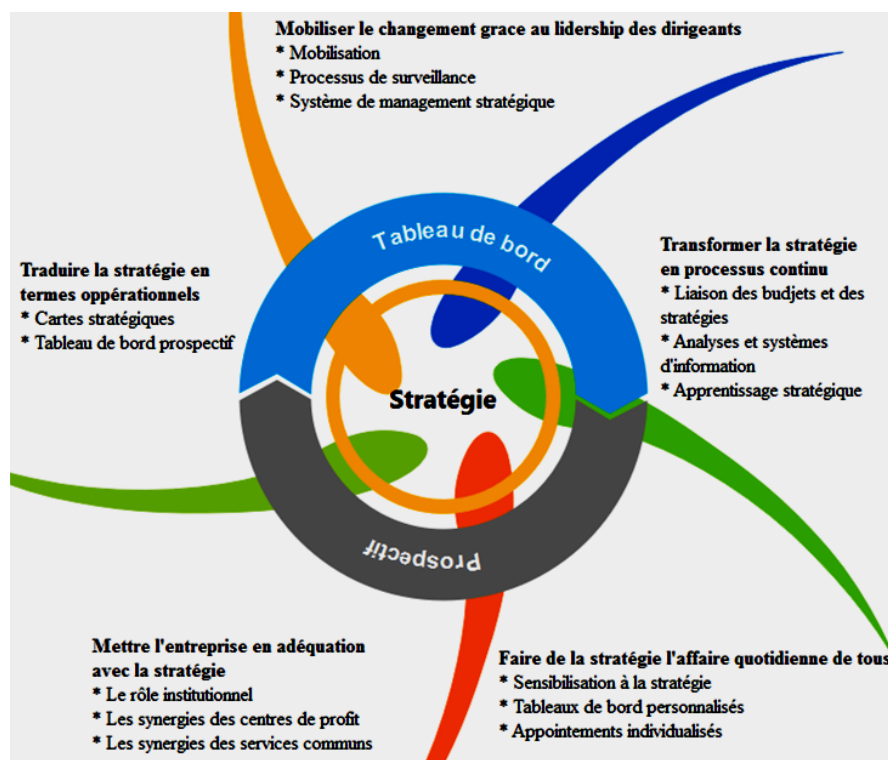 Mobiliser le changement grace au lidership des dirigeants
* Mobilisation
* Processus de surveillance
* Système de management stratégique
Tableau de bord
Traduire la stratégie en
termes oppérationnels
* Cartes stratégiques
* Tableau de bord prospectif
Transformer la stratégie
en processus continu
* Liaison des budjets et des
stratégies
* Analyses et systèmes
d'information
* Apprentissage stratégique
Stratégie
Prospectif
Mettre l'entreprise en adéquation
avec la stratégie
* Le rôle institutionnel
* Les synergies des centres de profit
* Les synergies des services communs
Faire de la stratégie l'affaire quotidienne de tous
* Sensibilisation à la stratégie
* Tableaux de bord personnalisés
* Appointements individualisés